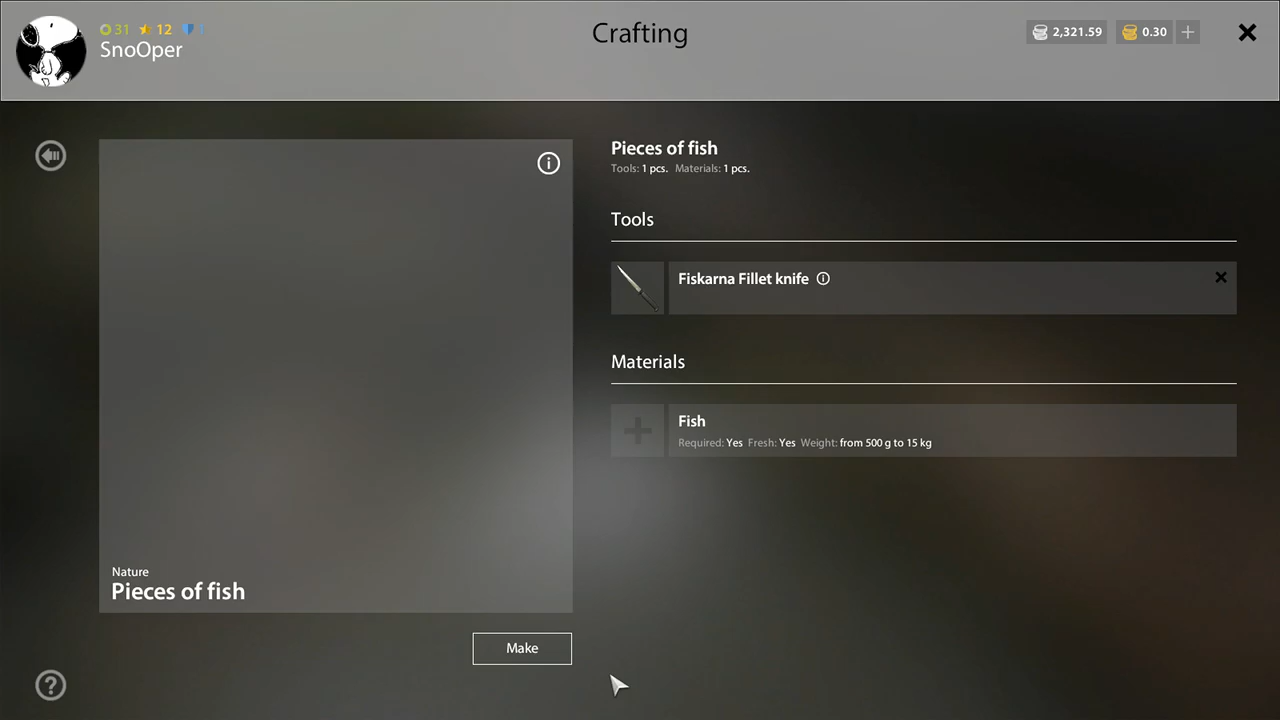 31 12 1
SnoOper
Crafting
2,321.59
0.30
Pieces of fish
Tools: 1 pcs. Materials: 1 pcs.
Tools
Fiskarna Fillet knife
Materials
Fish
Required: Yes Fresh: Yes Weight: from 500 g to 15 kg
Nature
Pieces of fish
Make